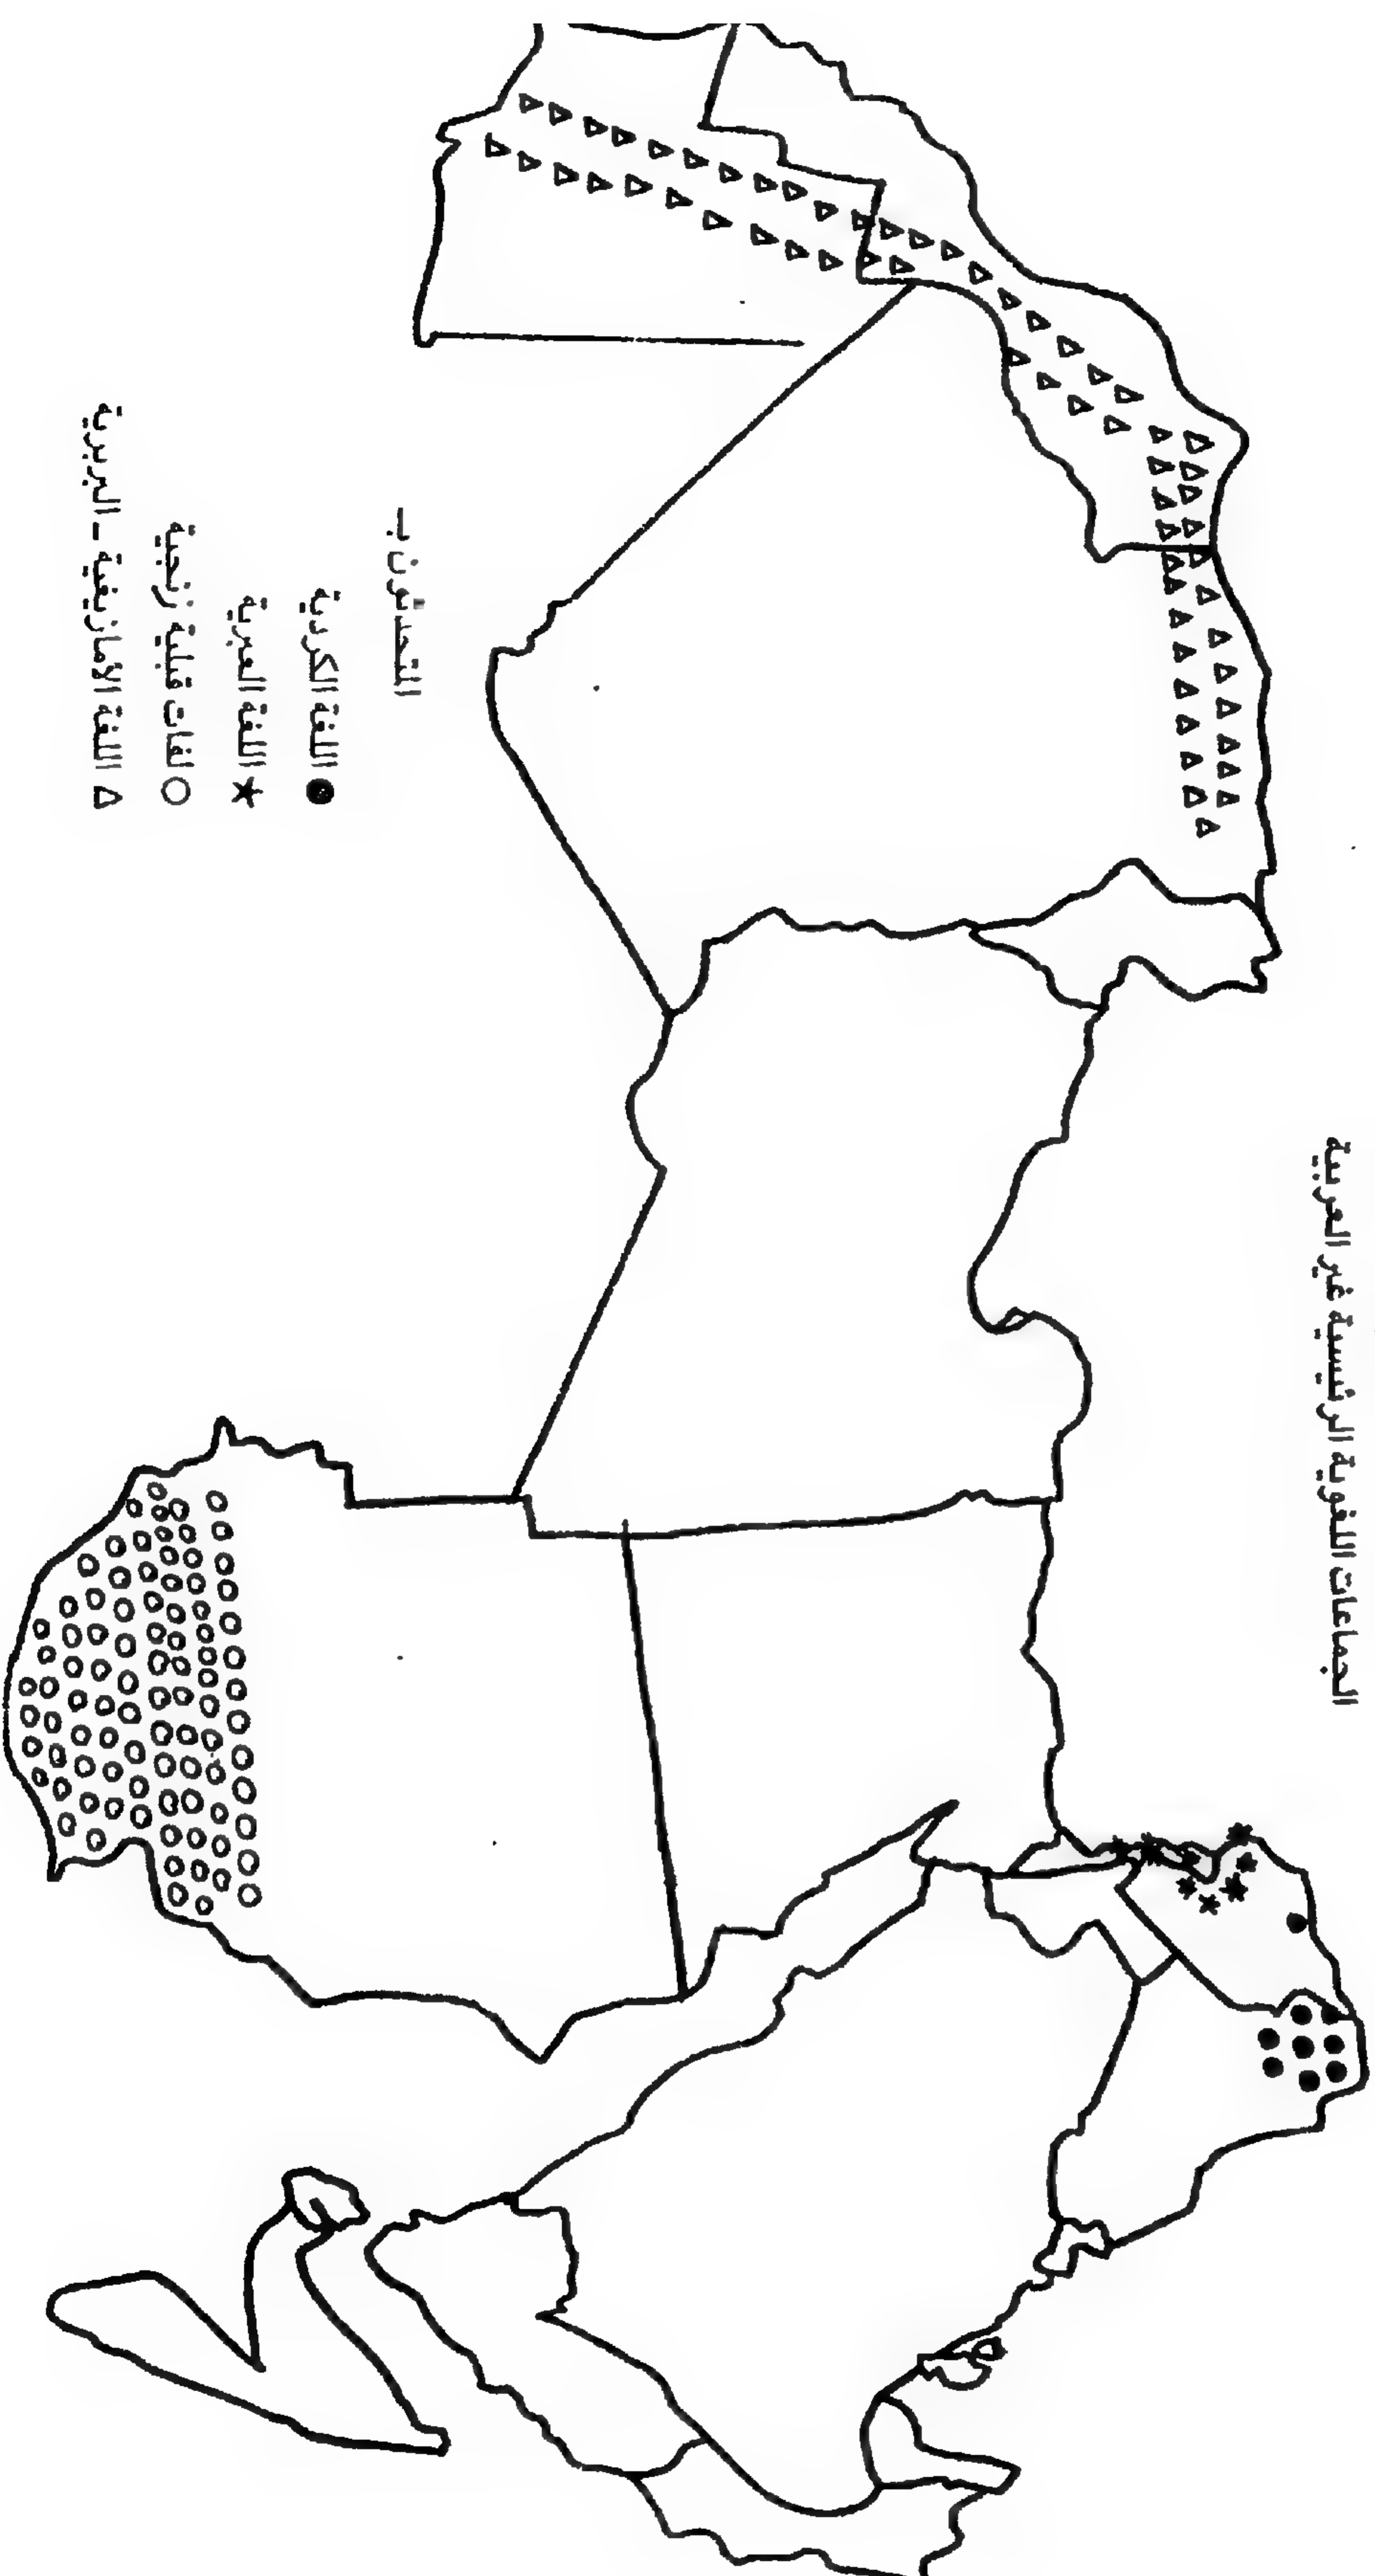 الجماعات اللغوية الرئيسية غير العربية
المتحدثون بـ
● اللغة الكردية
★ اللغة العبرية
○ لغات قبلية زنجية
△ اللغة الأمازيغية - البربرية